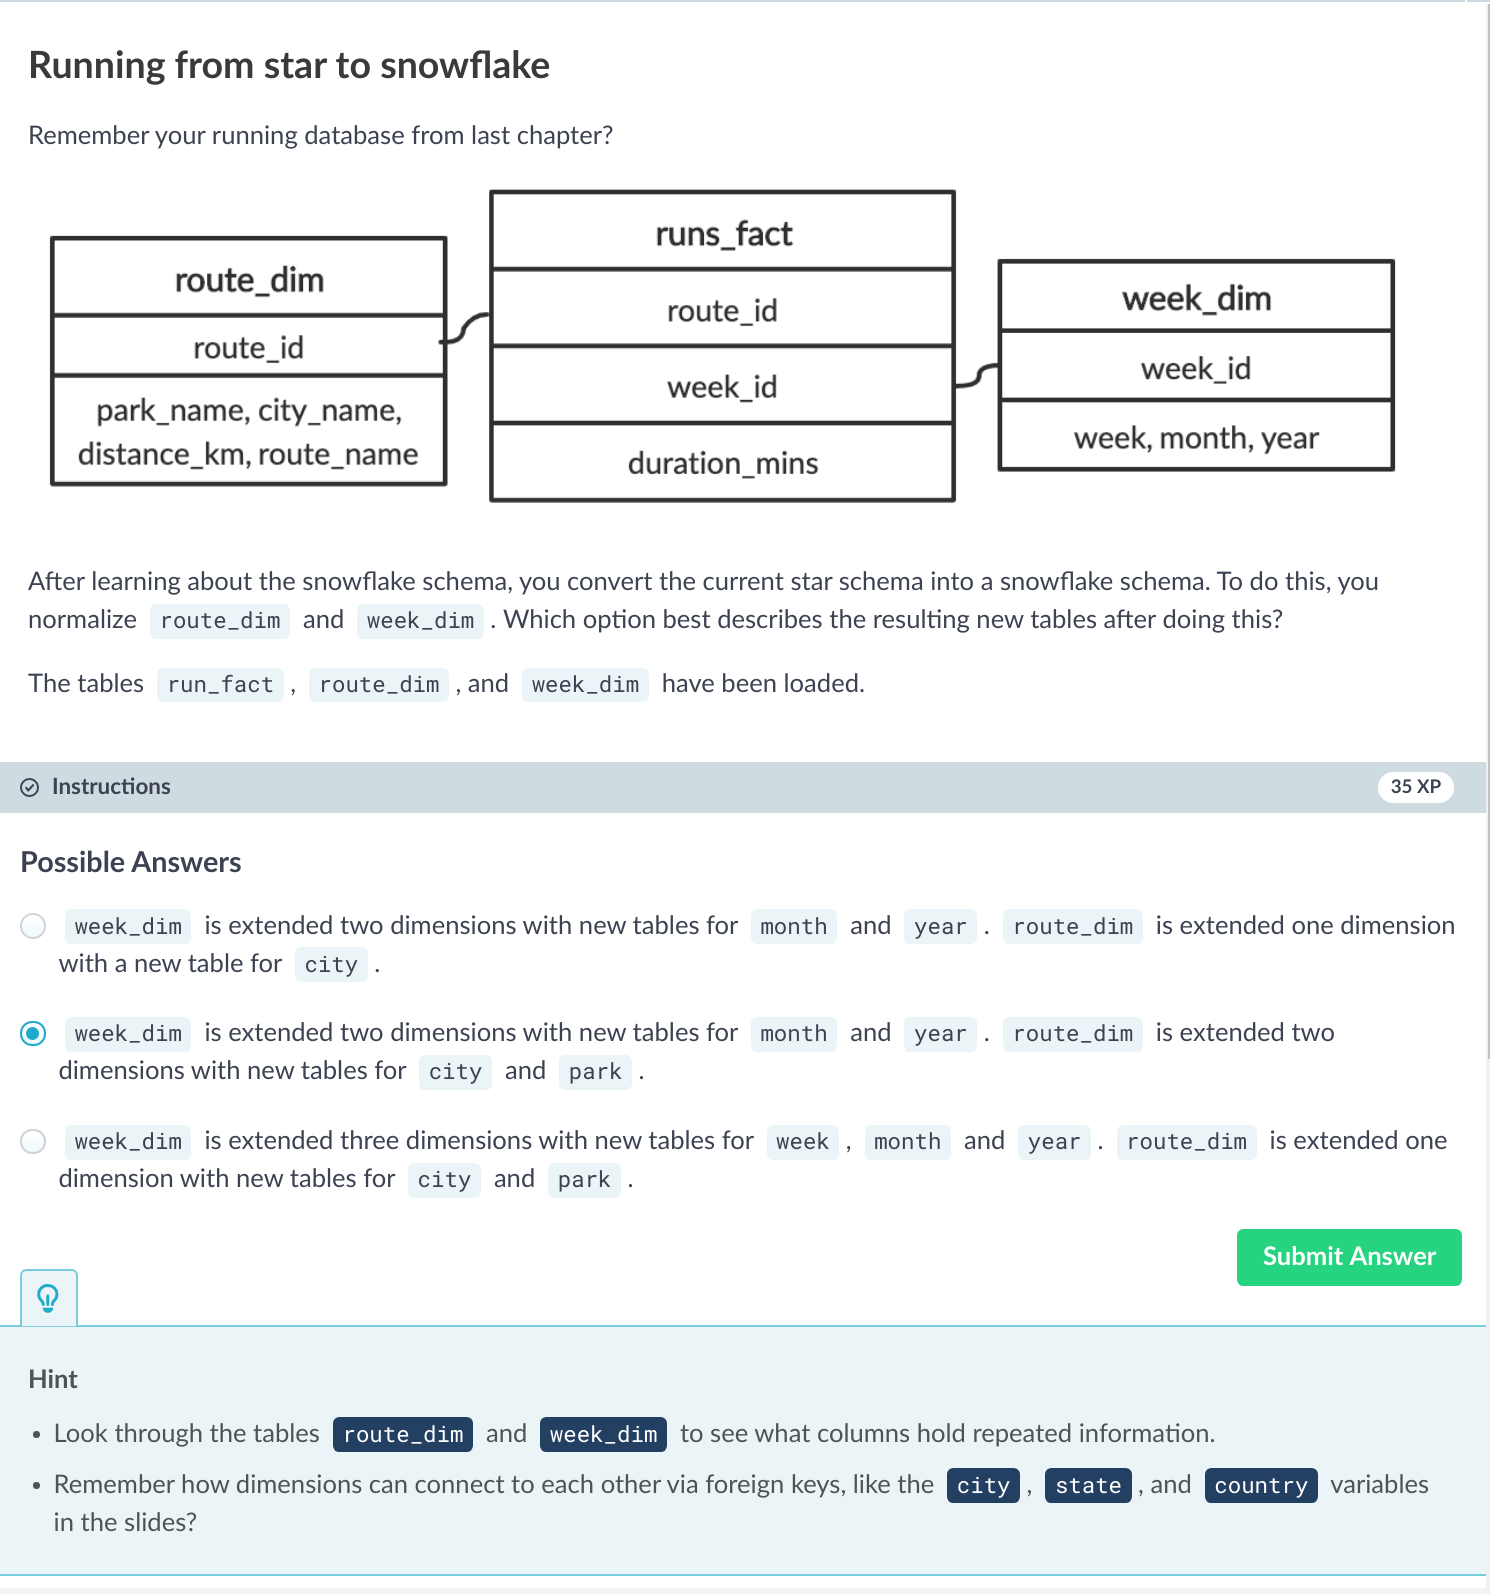 Running from star to snowflake
Remember your running database from last chapter?
route_dim
route_id
park_name, city_name,
distance_km, route_name
runs_fact
route_id
week_id
duration_mins
week_dim
week_id
week, month, year
After learning about the snowflake schema, you convert the current star schema into a snowflake schema. To do this, you
normalize route_dim and week_dim . Which option best describes the resulting new tables after doing this?
The tables run_fact , route_dim , and week_dim have been loaded.
Instructions
35 XP
Possible Answers
week_dim is extended two dimensions with new tables for month and year . route_dim is extended one dimension
with a new table for city .
week_dim is extended two dimensions with new tables for month and year . route_dim is extended two
dimensions with new tables for city and park .
week_dim is extended three dimensions with new tables for week , month and year . route_dim is extended one
dimension with new tables for city and park .
Submit Answer
Hint
• Look through the tables route_dim and week_dim to see what columns hold repeated information.
• Remember how dimensions can connect to each other via foreign keys, like the city , state , and country variables
in the slides?